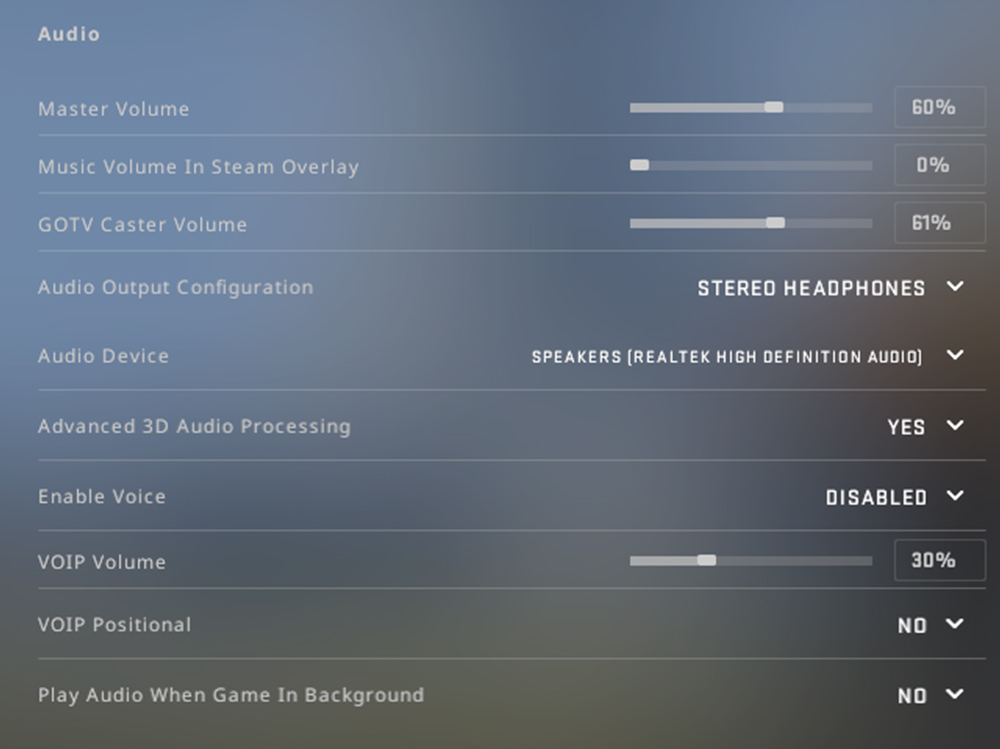 Audio
Master Volume 60%
Music Volume In Steam Overlay 0%
GOTV Caster Volume 61%
Audio Output Configuration STEREO HEADPHONES
Audio Device SPEAKERS (REALTEK HIGH DEFINITION AUDIO)
Advanced 3D Audio Processing YES
Enable Voice DISABLED
VOIP Volume 30%
VOIP Positional NO
Play Audio When Game In Background NO